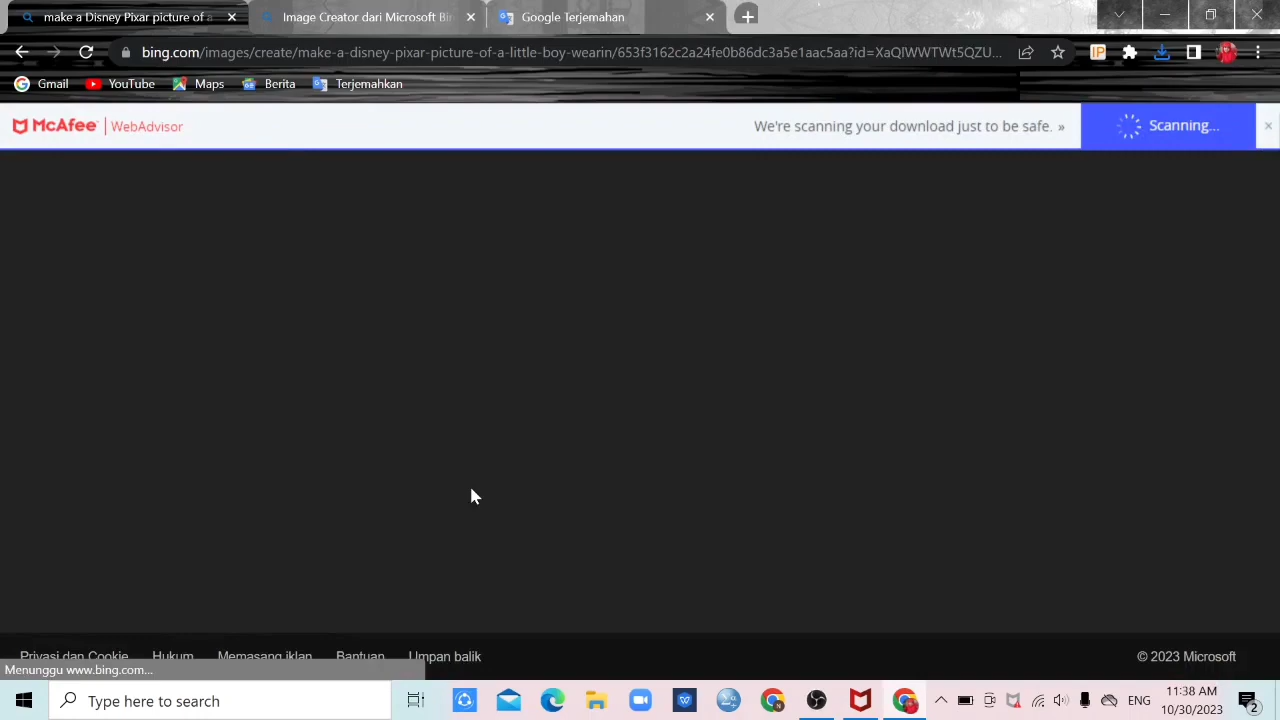 make a Disney Pixar picture of a
Image Creator dari Microsoft Bi
Google Terjemahan
bing.com/images/create/make-a-disney-pixar-picture-of-a-little-boy-wearin/653f3162c2a24fe0b86dc3a5e1aac5aa?id=XaQIWWTWt5QZU...
IP
Gmail
YouTube
Maps
Berita
Terjemahkan
McAfee | WebAdvisor
We're scanning your download just to be safe. »
Scanning...
Privasi dan Cookie
Hukum
Memasang iklan
Bantuan
Umpan balik
© 2023 Microsoft
Menunggu www.bing.com...
Type here to search
ENG
11:38 AM
10/30/2023
2